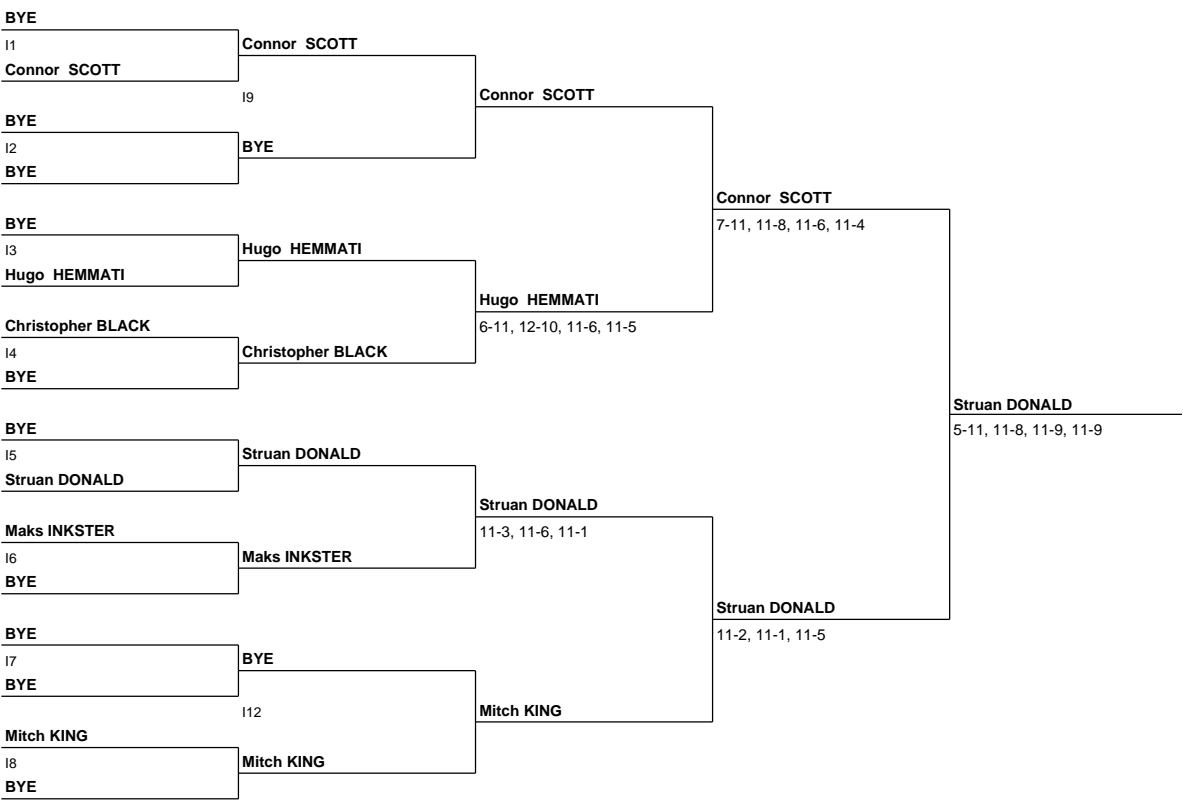 BYE
I1
Connor SCOTT
Connor SCOTT
I9
Connor SCOTT
BYE
I2
BYE
BYE
Connor SCOTT
7-11, 11-8, 11-6, 11-4
BYE
I3
Hugo HEMMATI
Hugo HEMMATI
Hugo HEMMATI
6-11, 12-10, 11-6, 11-5
Christopher BLACK
I4
BYE
Christopher BLACK
Struan DONALD
5-11, 11-8, 11-9, 11-9
BYE
I5
Struan DONALD
Struan DONALD
Struan DONALD
11-3, 11-6, 11-1
Maks INKSTER
I6
BYE
Maks INKSTER
Struan DONALD
11-2, 11-1, 11-5
BYE
I7
BYE
BYE
I12
Mitch KING
Mitch KING
I8
BYE
Mitch KING